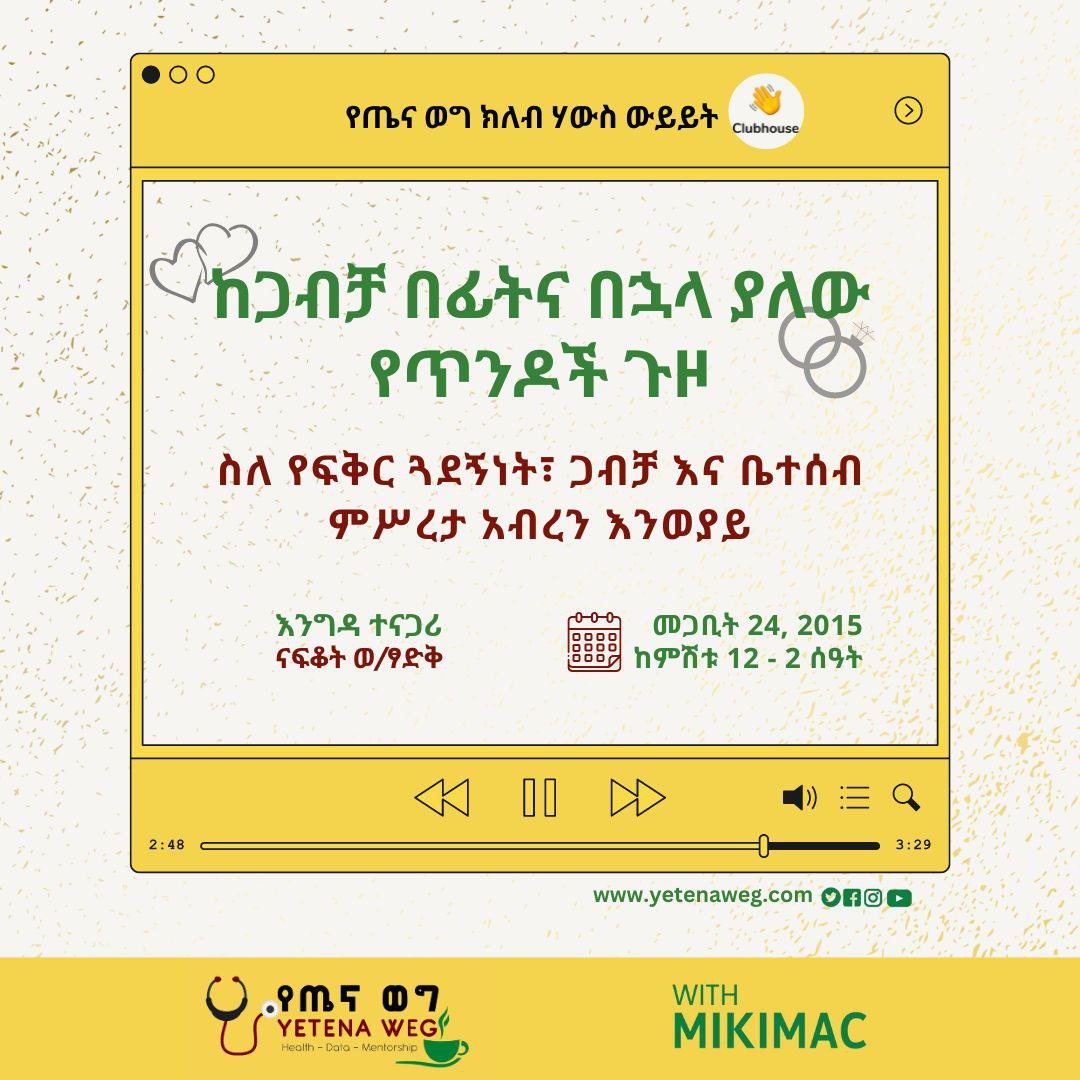 የጤና ወግ ክለብ ሃውስ ውይይት
Clubhouse
ከጋብቻ በፊትና በኋላ ያለው
የጥንዶች ጉዞ
ስለ የፍቅር ጓደኝነት፣ ጋብቻ እና ቤተሰብ
ምሥረታ አብረን እንወያይ
እንግዳ ተናጋሪ
ናፍቆት ወ/ፃድቅ
መጋቢት 24, 2015
ከምሽቱ 12 - 2 ሰዓት
2:48
3:29
www.yetenaweg.com
የጤና ወግ
YETENA WEG
Health - Data - Mentorship
WITH
MIKIMAC